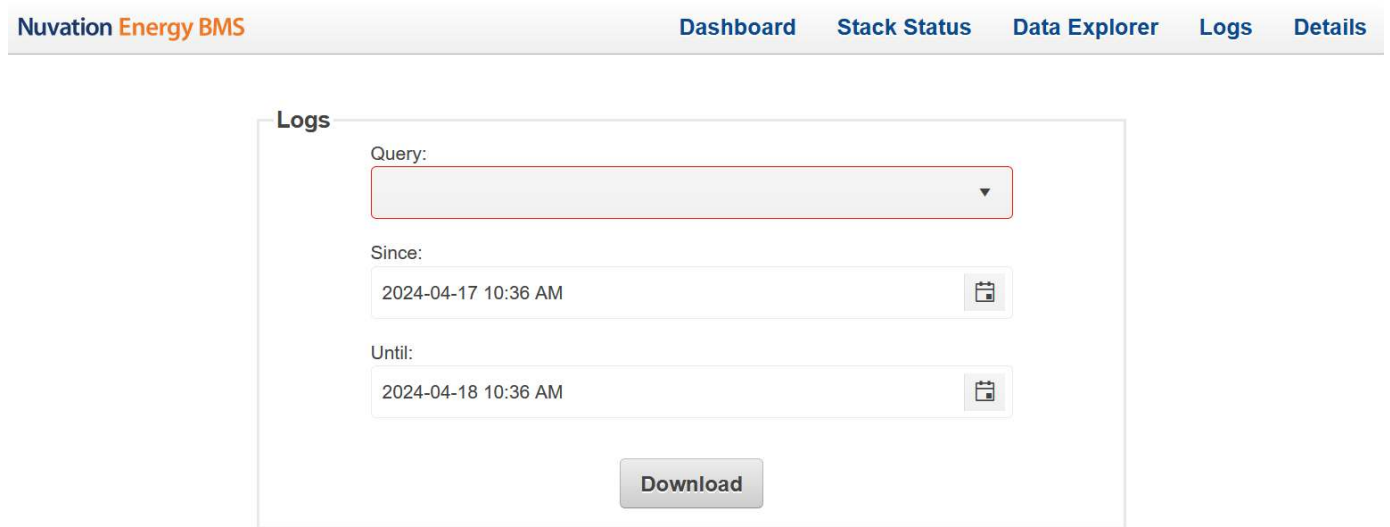 Nuvation Energy BMS Dashboard Stack Status Data Explorer Logs Details
Logs
Query:
Since:
2024-04-17 10:36 AM
Until:
2024-04-18 10:36 AM
Download